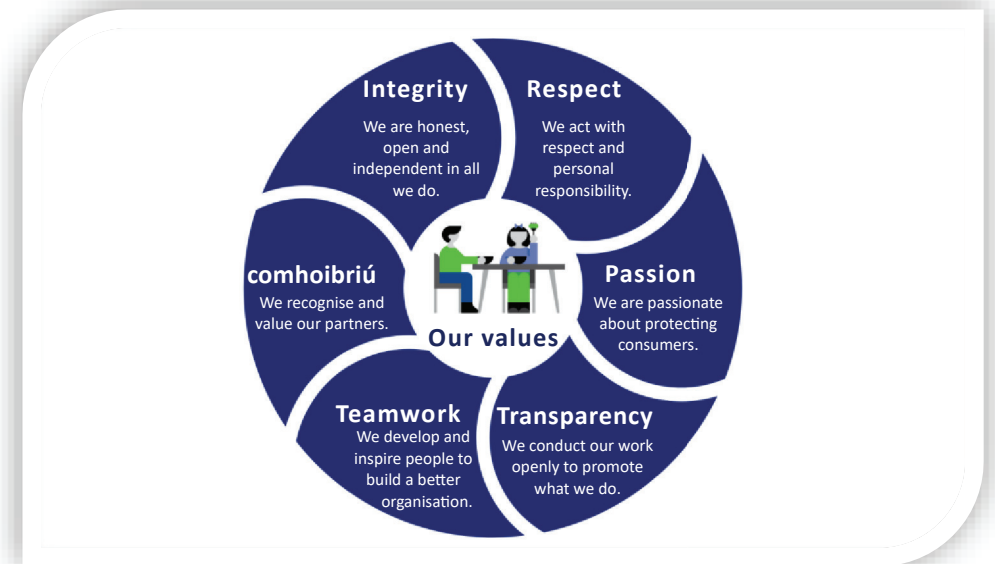 Integrity
We are honest,
open and
independent in all
we do.
Respect
We act with
respect and
personal
responsibility.
comhoibriú
We recognise and
value our partners.
Passion
We are passionate
about protecting
consumers.
Our values
Teamwork
We develop and
inspire people to
build a better
organisation.
Transparency
We conduct our work
openly to promote
what we do.